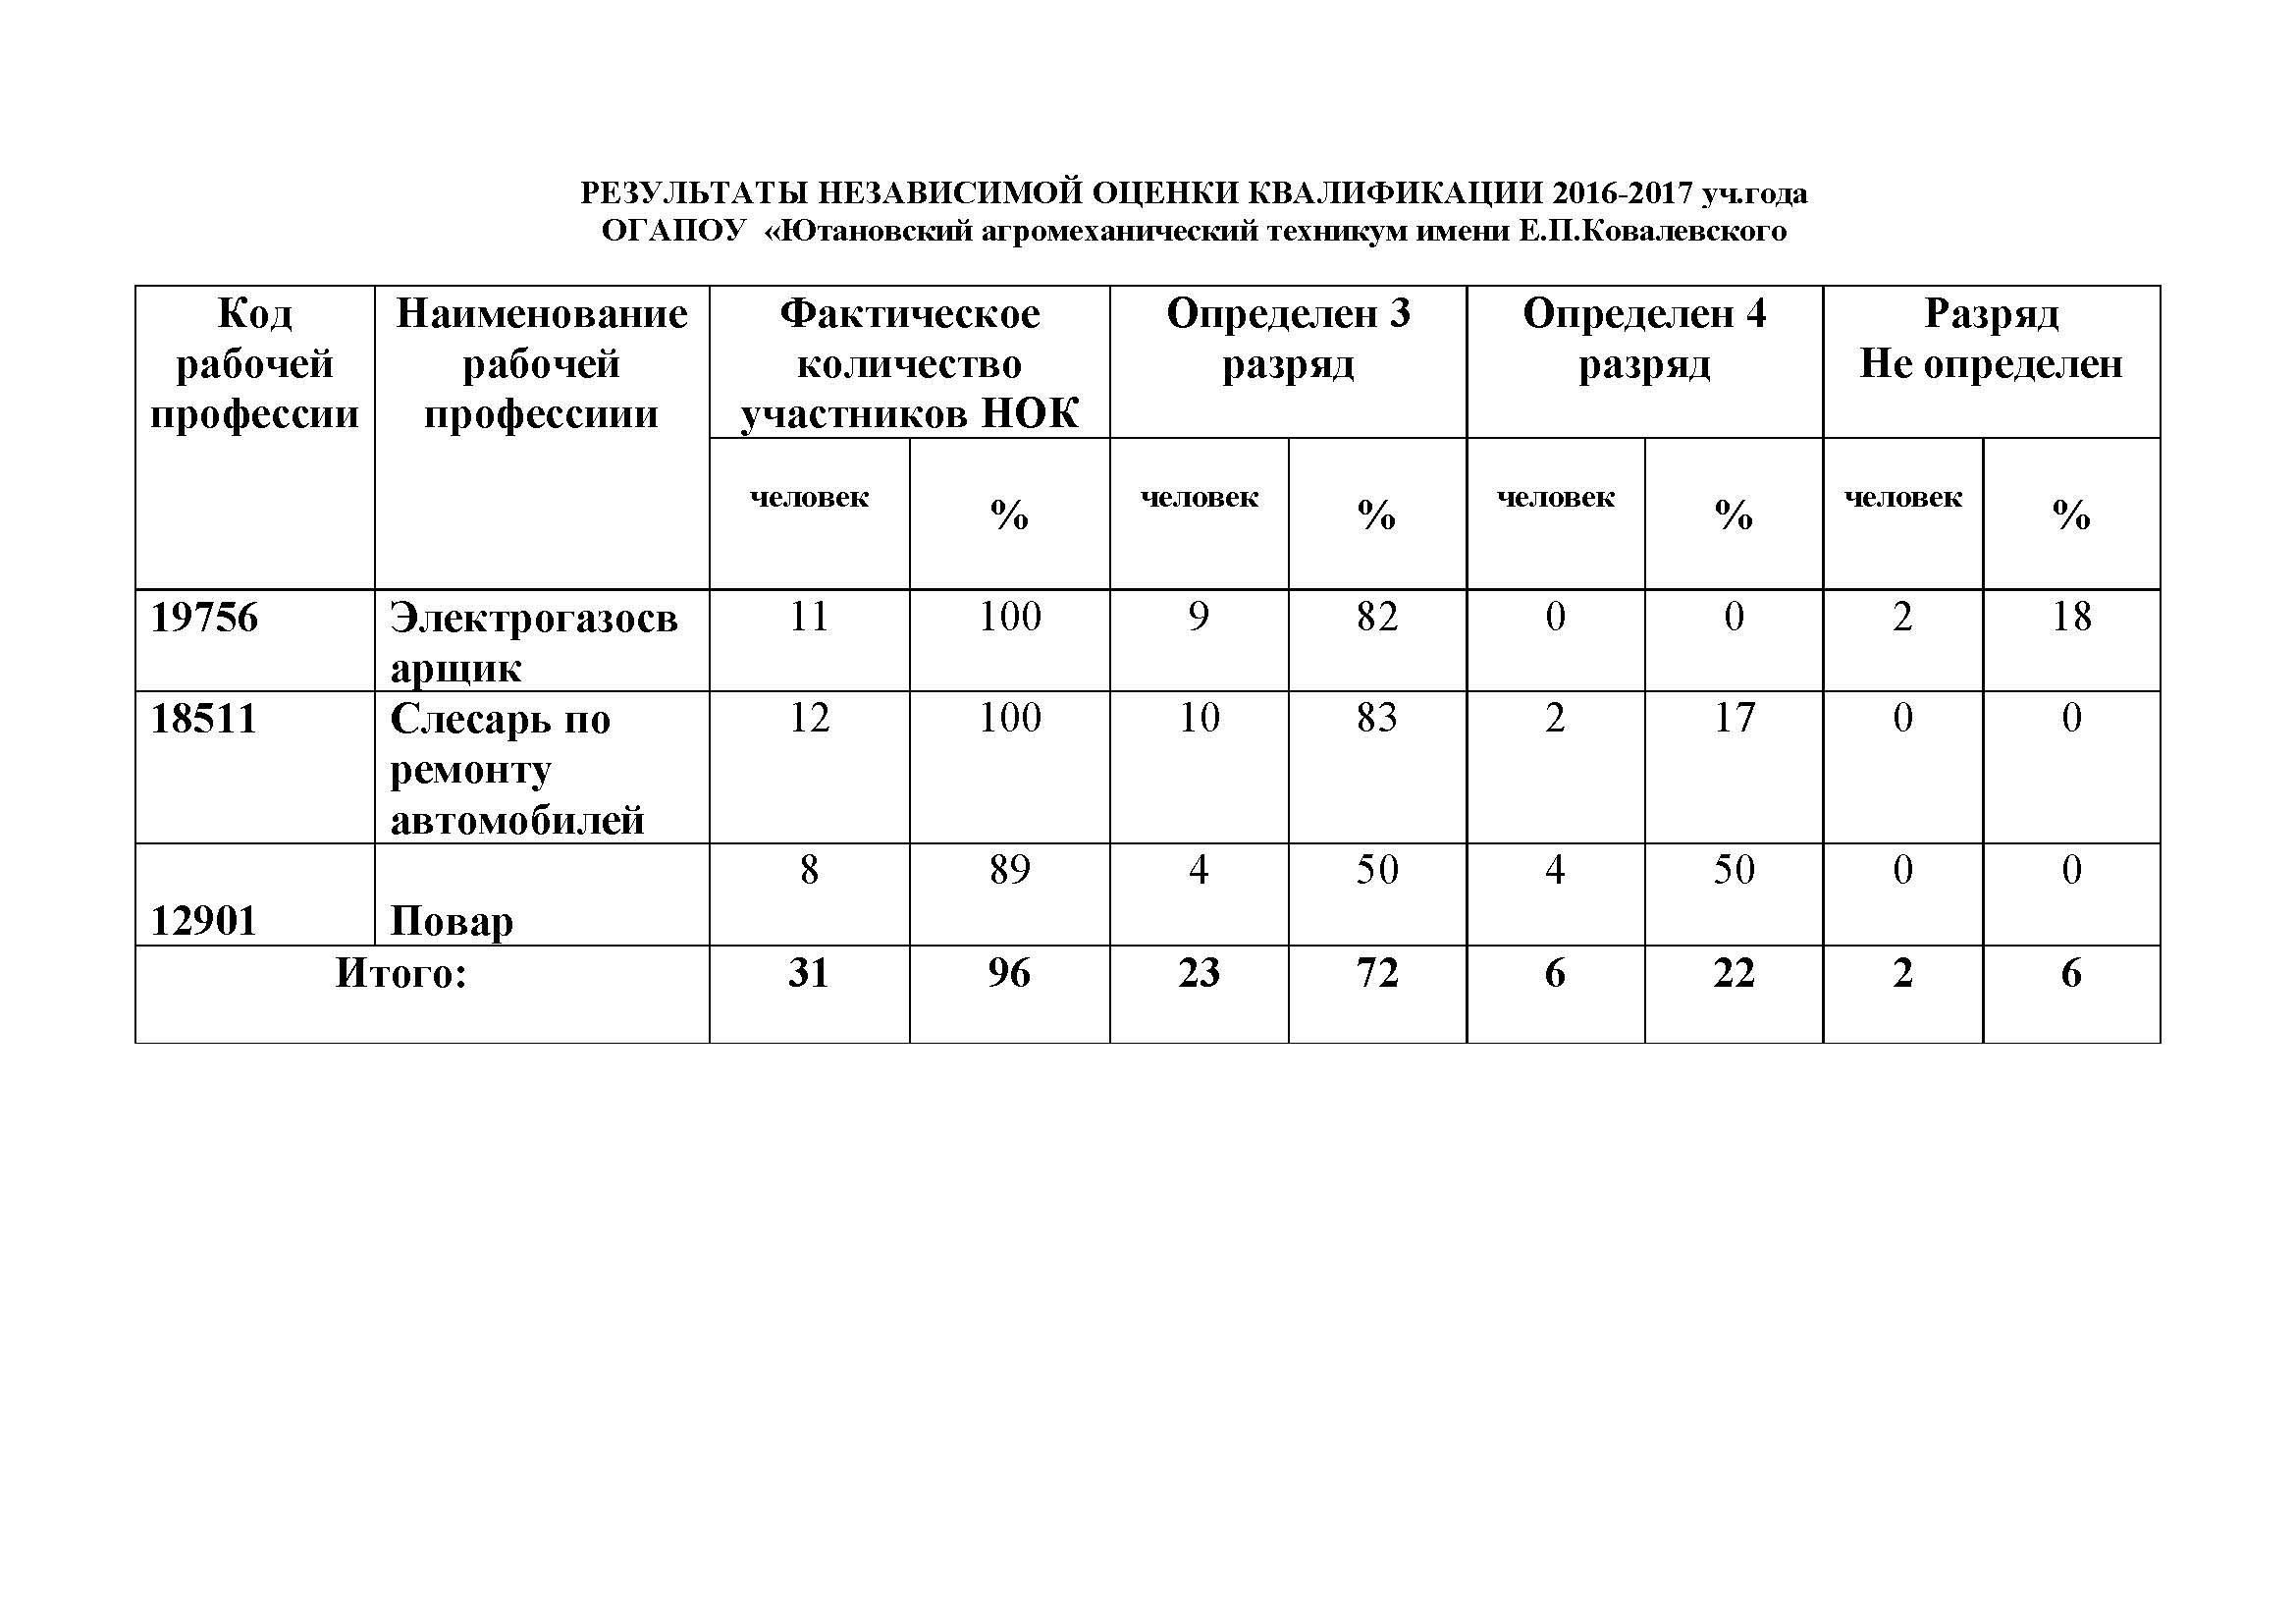 РЕЗУЛЬТАТЫ НЕЗАВИСИМОЙ ОЦЕНКИ КВАЛИФИКАЦИИ 2016-2017 уч.года
ОГАПОУ «Ютановский агромеханический техникум имени Е.П.Ковалевского
Код рабочей профессии
Наименование рабочей профессиии
Фактическое количество участников НОК
Определен 3 разряд
Определен 4 разряд
Разряд Не определен
человек % человек % человек % человек %
19756 Электрогазосв 11 100 9 82 0 0 2 18
арщик
18511 Слесарь по 12 100 10 83 2 17 0 0
ремонту
автомобилей
8 89 4 50 4 50 0 0
12901 Повар
Итого: 31 96 23 72 6 22 2 6